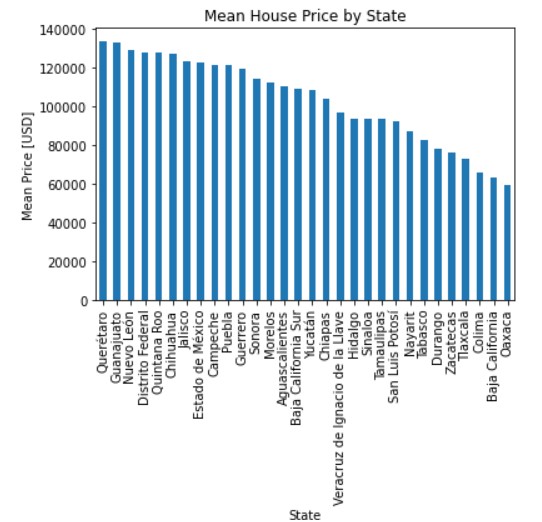 Mean House Price by State
Mean Price [USD]
140000
120000
100000
80000
60000
40000
20000
0
Querétaro
Guanajuato
Nuevo León
Distrito Federal
Quintana Roo
Chihuahua
Jalisco
Estado de México
Campeche
Puebla
Guerrero
Sonora
Morelos
Aguascalientes
Baja California Sur
Yucatán
Chiapas
Veracruz de Ignacio de la Llave
Hidalgo
Sinaloa
Tamaulipas
San Luis Potosí
Nayarit
Tabasco
Durango
Zacatecas
Tlaxcala
Colima
Baja California
Oaxaca
State